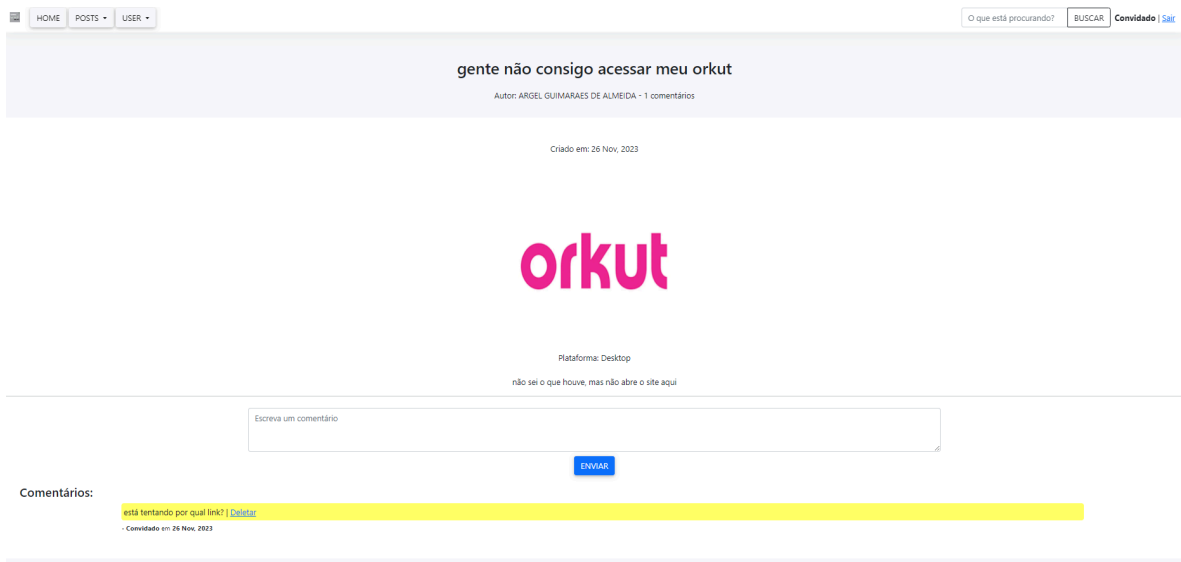 HOME POSTS USER O que está procurando? BUSCAR Convidado | Sair
gente não consigo acessar meu orkut
Autor: ARGEL GUIMARAES DE ALMEIDA - 1 comentários
Criado em: 26 Nov, 2023
orkut
Plataforma: Desktop
não sei o que houve, mas não abre o site aqui
Escreva um comentário
ENVIAR
Comentários:
está tentando por qual link? | Deletar
- Convidado em 26 Nov, 2023